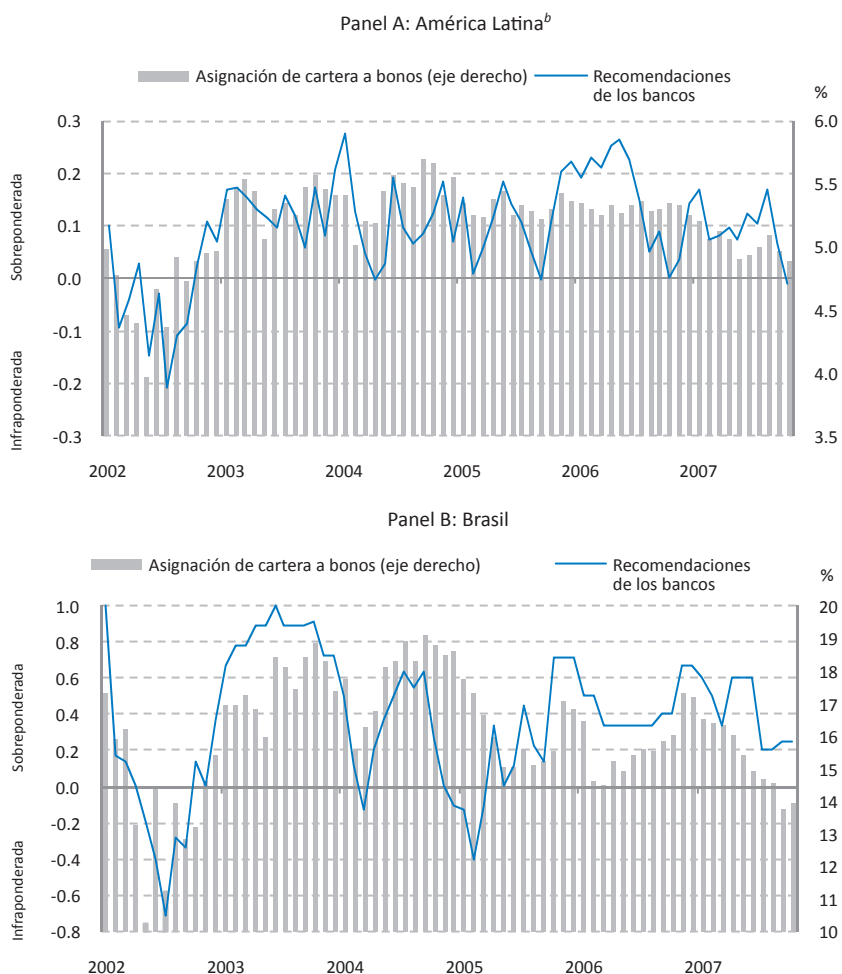 Panel A: América Latinaᵇ
Asignación de cartera a bonos (eje derecho)
Recomendaciones
de los bancos
%
Sobreponderada
Infraponderada
0.3
0.2
0.1
0.0
-0.1
-0.2
-0.3
6.0
5.5
5.0
4.5
4.0
3.5
2002 2003 2004 2005 2006 2007
Panel B: Brasil
Asignación de cartera a bonos (eje derecho)
Recomendaciones
de los bancos
%
Sobreponderada
Infraponderada
1.0
0.8
0.6
0.4
0.2
0.0
-0.2
-0.4
-0.6
-0.8
20
19
18
17
16
15
14
13
12
11
10
2002 2003 2004 2005 2006 2007